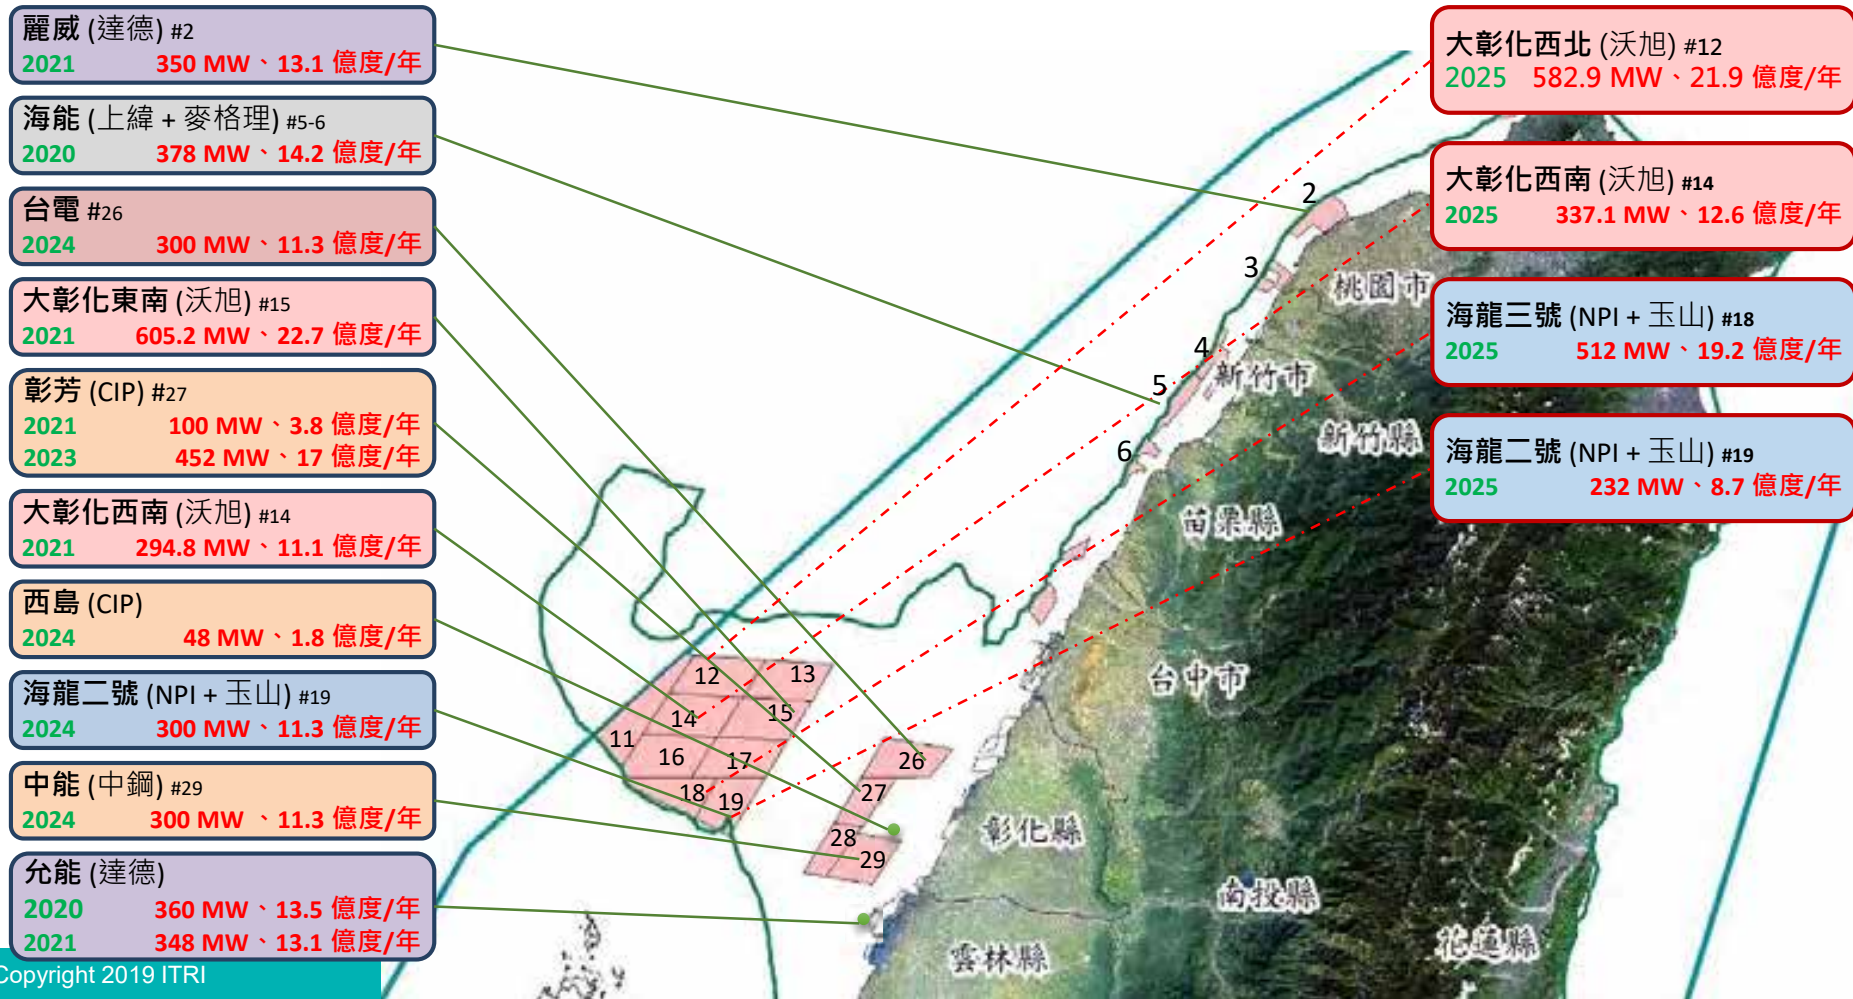 麗威 (達德) #2
2021 350 MW、13.1 億度/年
海能 (上緯 + 麥格理) #5-6
2020 378 MW、14.2 億度/年
台電 #26
2024 300 MW、11.3 億度/年
大彰化東南 (沃旭) #15
2021 605.2 MW、22.7 億度/年
彰芳 (CIP) #27
2021 100 MW、3.8 億度/年
2023 452 MW、17 億度/年
大彰化西南 (沃旭) #14
2021 294.8 MW、11.1 億度/年
西島 (CIP)
2024 48 MW、1.8 億度/年
海龍二號 (NPI + 玉山) #19
2024 300 MW、11.3 億度/年
中能 (中鋼) #29
2024 300 MW 、11.3 億度/年
允能 (達德)
2020 360 MW、13.5 億度/年
2021 348 MW、13.1 億度/年
Copyright 2019 ITRI
大彰化西北 (沃旭) #12
2025 582.9 MW、21.9 億度/年
大彰化西南 (沃旭) #14
2025 337.1 MW、12.6 億度/年
海龍三號 (NPI + 玉山) #18
2025 512 MW、19.2 億度/年
海龍二號 (NPI + 玉山) #19
2025 232 MW、8.7 億度/年
2
3
4
5
6
桃園市
新竹市
新竹縣
苗栗縣
台中市
彰化縣
南投縣
雲林縣
花蓮縣
12
13
14
15
11
16
17
18
19
26
27
28
29